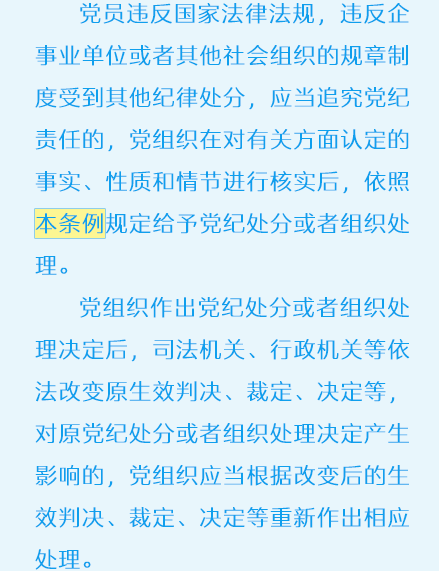 党员违反国家法律法规，违反企
事业单位或者其他社会组织的规章制
度受到其他纪律处分，应当追究党纪
责任的，党组织在对有关方面认定的
事实、性质和情节进行核实后，依照
本条例规定给予党纪处分或者组织处
理。
党组织作出党纪处分或者组织处
理决定后，司法机关、行政机关等依
法改变原生效判决、裁定、决定等，
对原党纪处分或者组织处理决定产生
影响的，党组织应当根据改变后的生
效判决、裁定、决定等重新作出相应
处理。